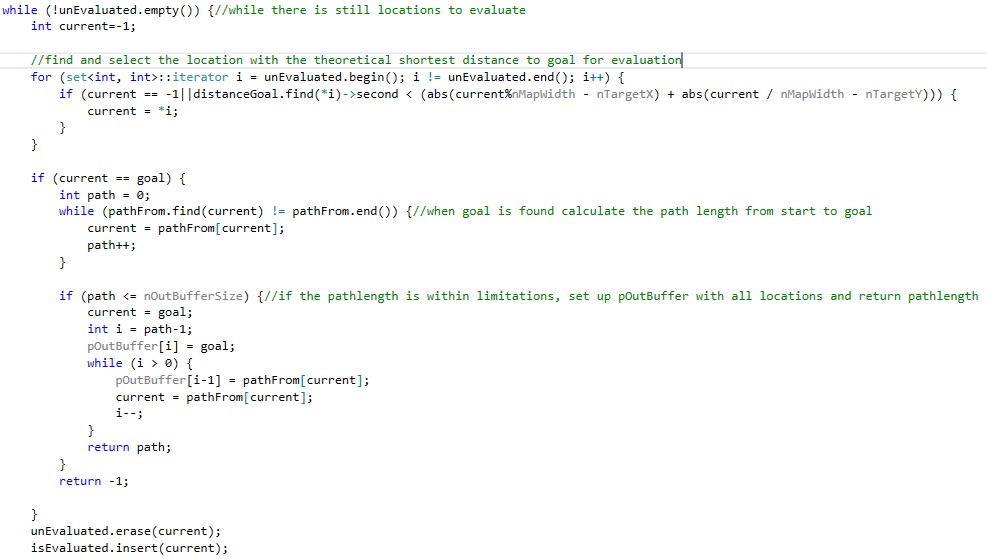 while (!unEvaluated.empty()) {//while there is still locations to evaluate
    int current=-1;

    //find and select the location with the theoretical shortest distance to goal for evaluation
    for (set<int, int>::iterator i = unEvaluated.begin(); i != unEvaluated.end(); i++) {
        if (current == -1||distanceGoal.find(*i)->second < (abs(current%nMapWidth - nTargetX) + abs(current / nMapWidth - nTargetY))) {
            current = *i;
        }
    }

    if (current == goal) {
        int path = 0;
        while (pathFrom.find(current) != pathFrom.end()) {//when goal is found calculate the path length from start to goal
            current = pathFrom[current];
            path++;
        }

        if (path <= nOutBufferSize) {//if the pathlength is within limitations, set up pOutBuffer with all locations and return pathlength
            current = goal;
            int i = path-1;
            pOutBuffer[i] = goal;
            while (i > 0) {
                pOutBuffer[i-1] = pathFrom[current];
                current = pathFrom[current];
                i--;
            }
            return path;
        }
        return -1;

    }
    unEvaluated.erase(current);
    isEvaluated.insert(current);